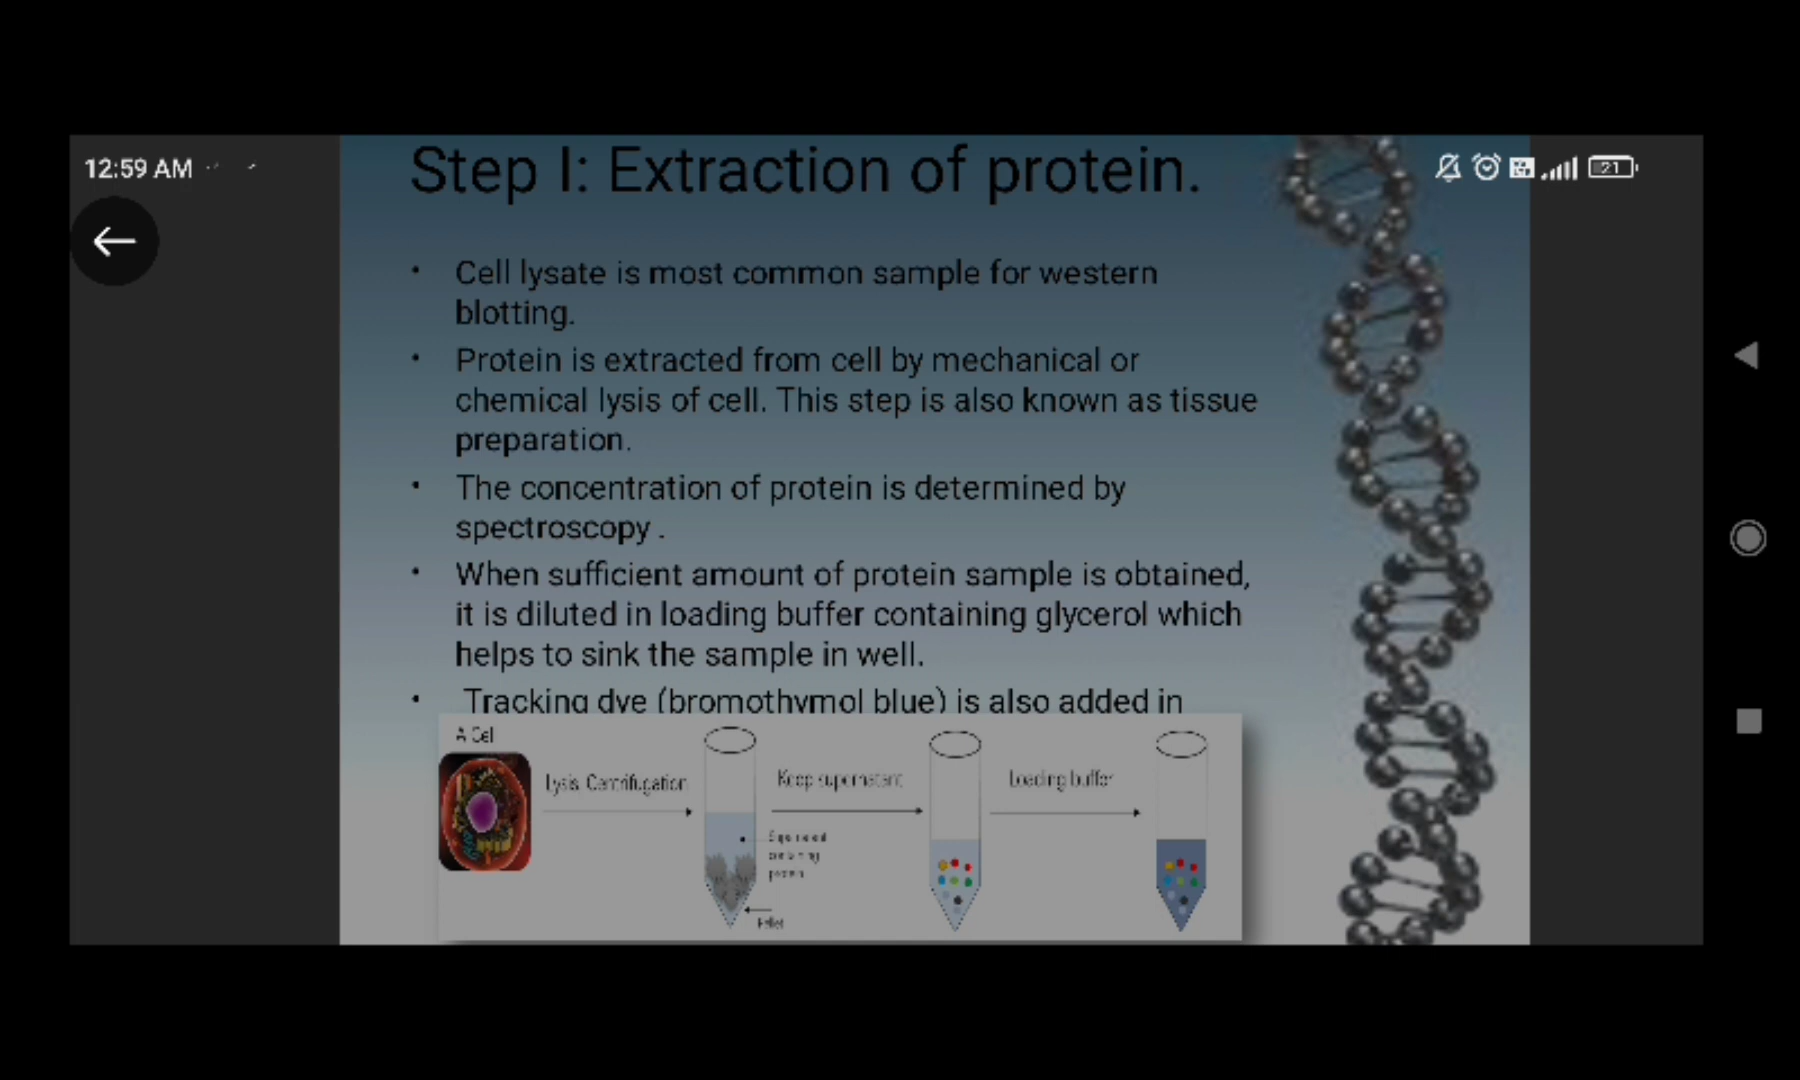 12:59 AM
21
Step I: Extraction of protein.
• Cell lysate is most common sample for western
blotting.
• Protein is extracted from cell by mechanical or
chemical lysis of cell. This step is also known as tissue
preparation.
• The concentration of protein is determined by
spectroscopy .
• When sufficient amount of protein sample is obtained,
it is diluted in loading buffer containing glycerol which
helps to sink the sample in well.
• Tracking dye (bromothymol blue) is also added in
A Cell
Lysis, Centrifugation
Keep supernatant
Loading buffer
containing
protein
Pellet